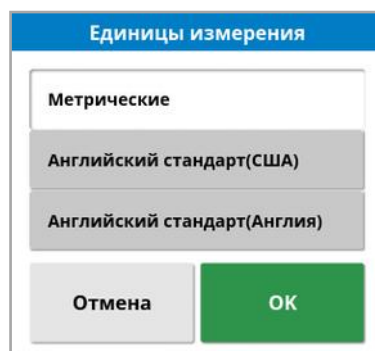 Единицы измерения
Метрические
Английский стандарт(США)
Английский стандарт(Англия)
Отмена
OK